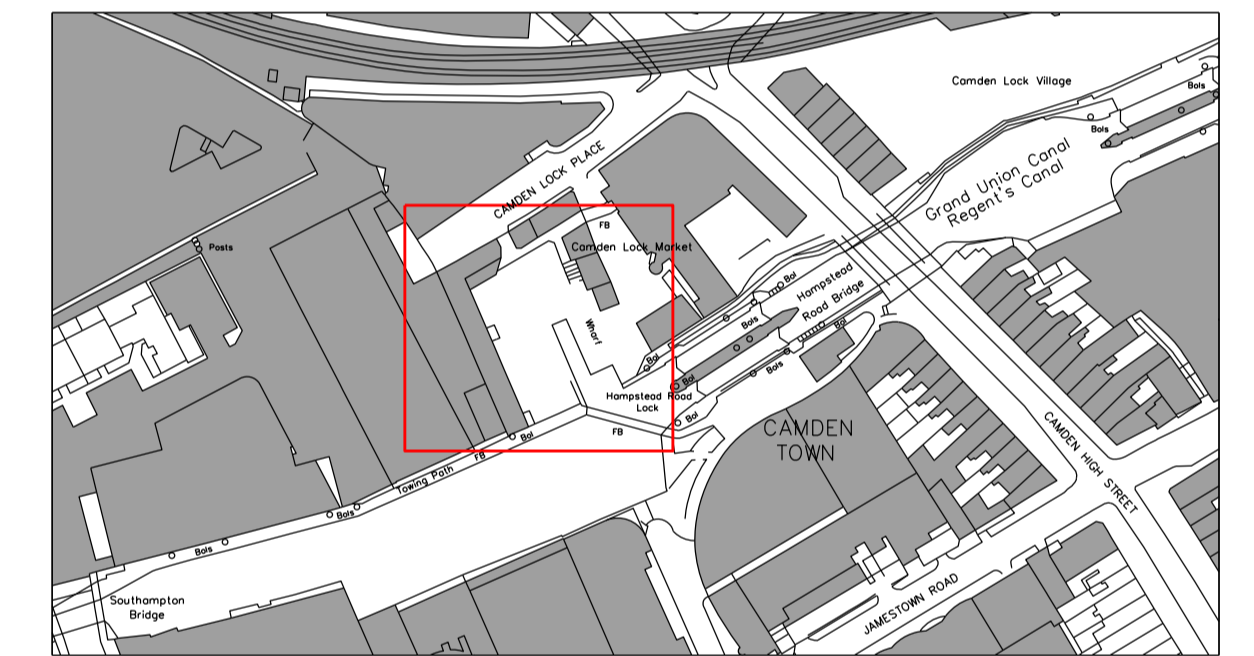 Camden Lock Village
Bols
Bols
Grand Union Canal
Regent's Canal
CAMDEN LOCK PLACE
FB
Posts
Camden Lock Market
Bol
Hampstead
Road Bridge
Bols
Bol
Wharf
Bol
Bols
Bol
Hampstead Road
Lock
Bol
FB
CAMDEN
TOWN
CAMDEN HIGH STREET
Bol
FB
Towing Path
Bols
Bols
JAMESTOWN ROAD
Southampton
Bridge